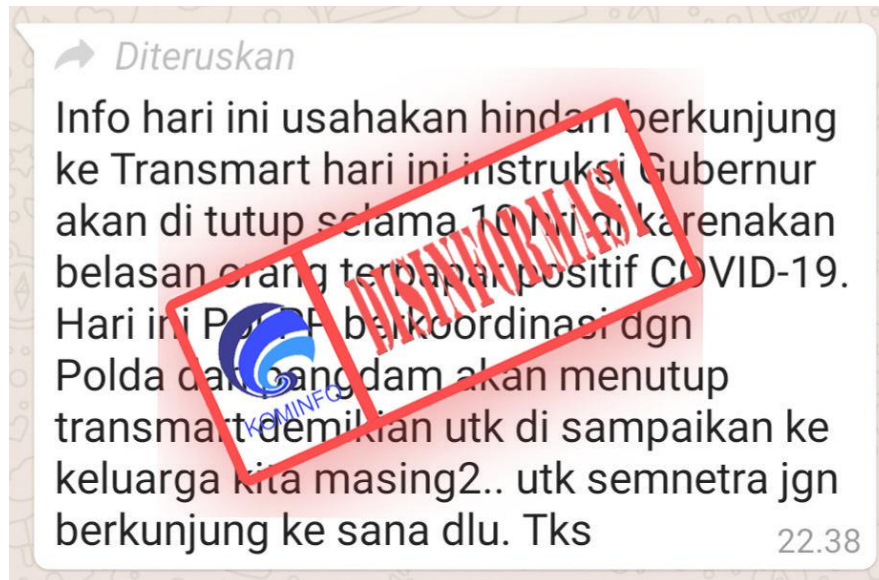 Diteruskan
Info hari ini usahakan hindari berkunjung
ke Transmart hari ini instruksi Gubernur
akan di tutup selama 10 hri di karenakan
belasan orang terpapar positif COVID-19.
Hari ini Pol PP berkoordinasi dgn
Polda dan pangdam akan menutup
transmart demikian utk di sampaikan ke
keluarga kita masing2.. utk semnetra jgn
berkunjung ke sana dlu. Tks
22.38
DISINFORMASI
KOMINFO